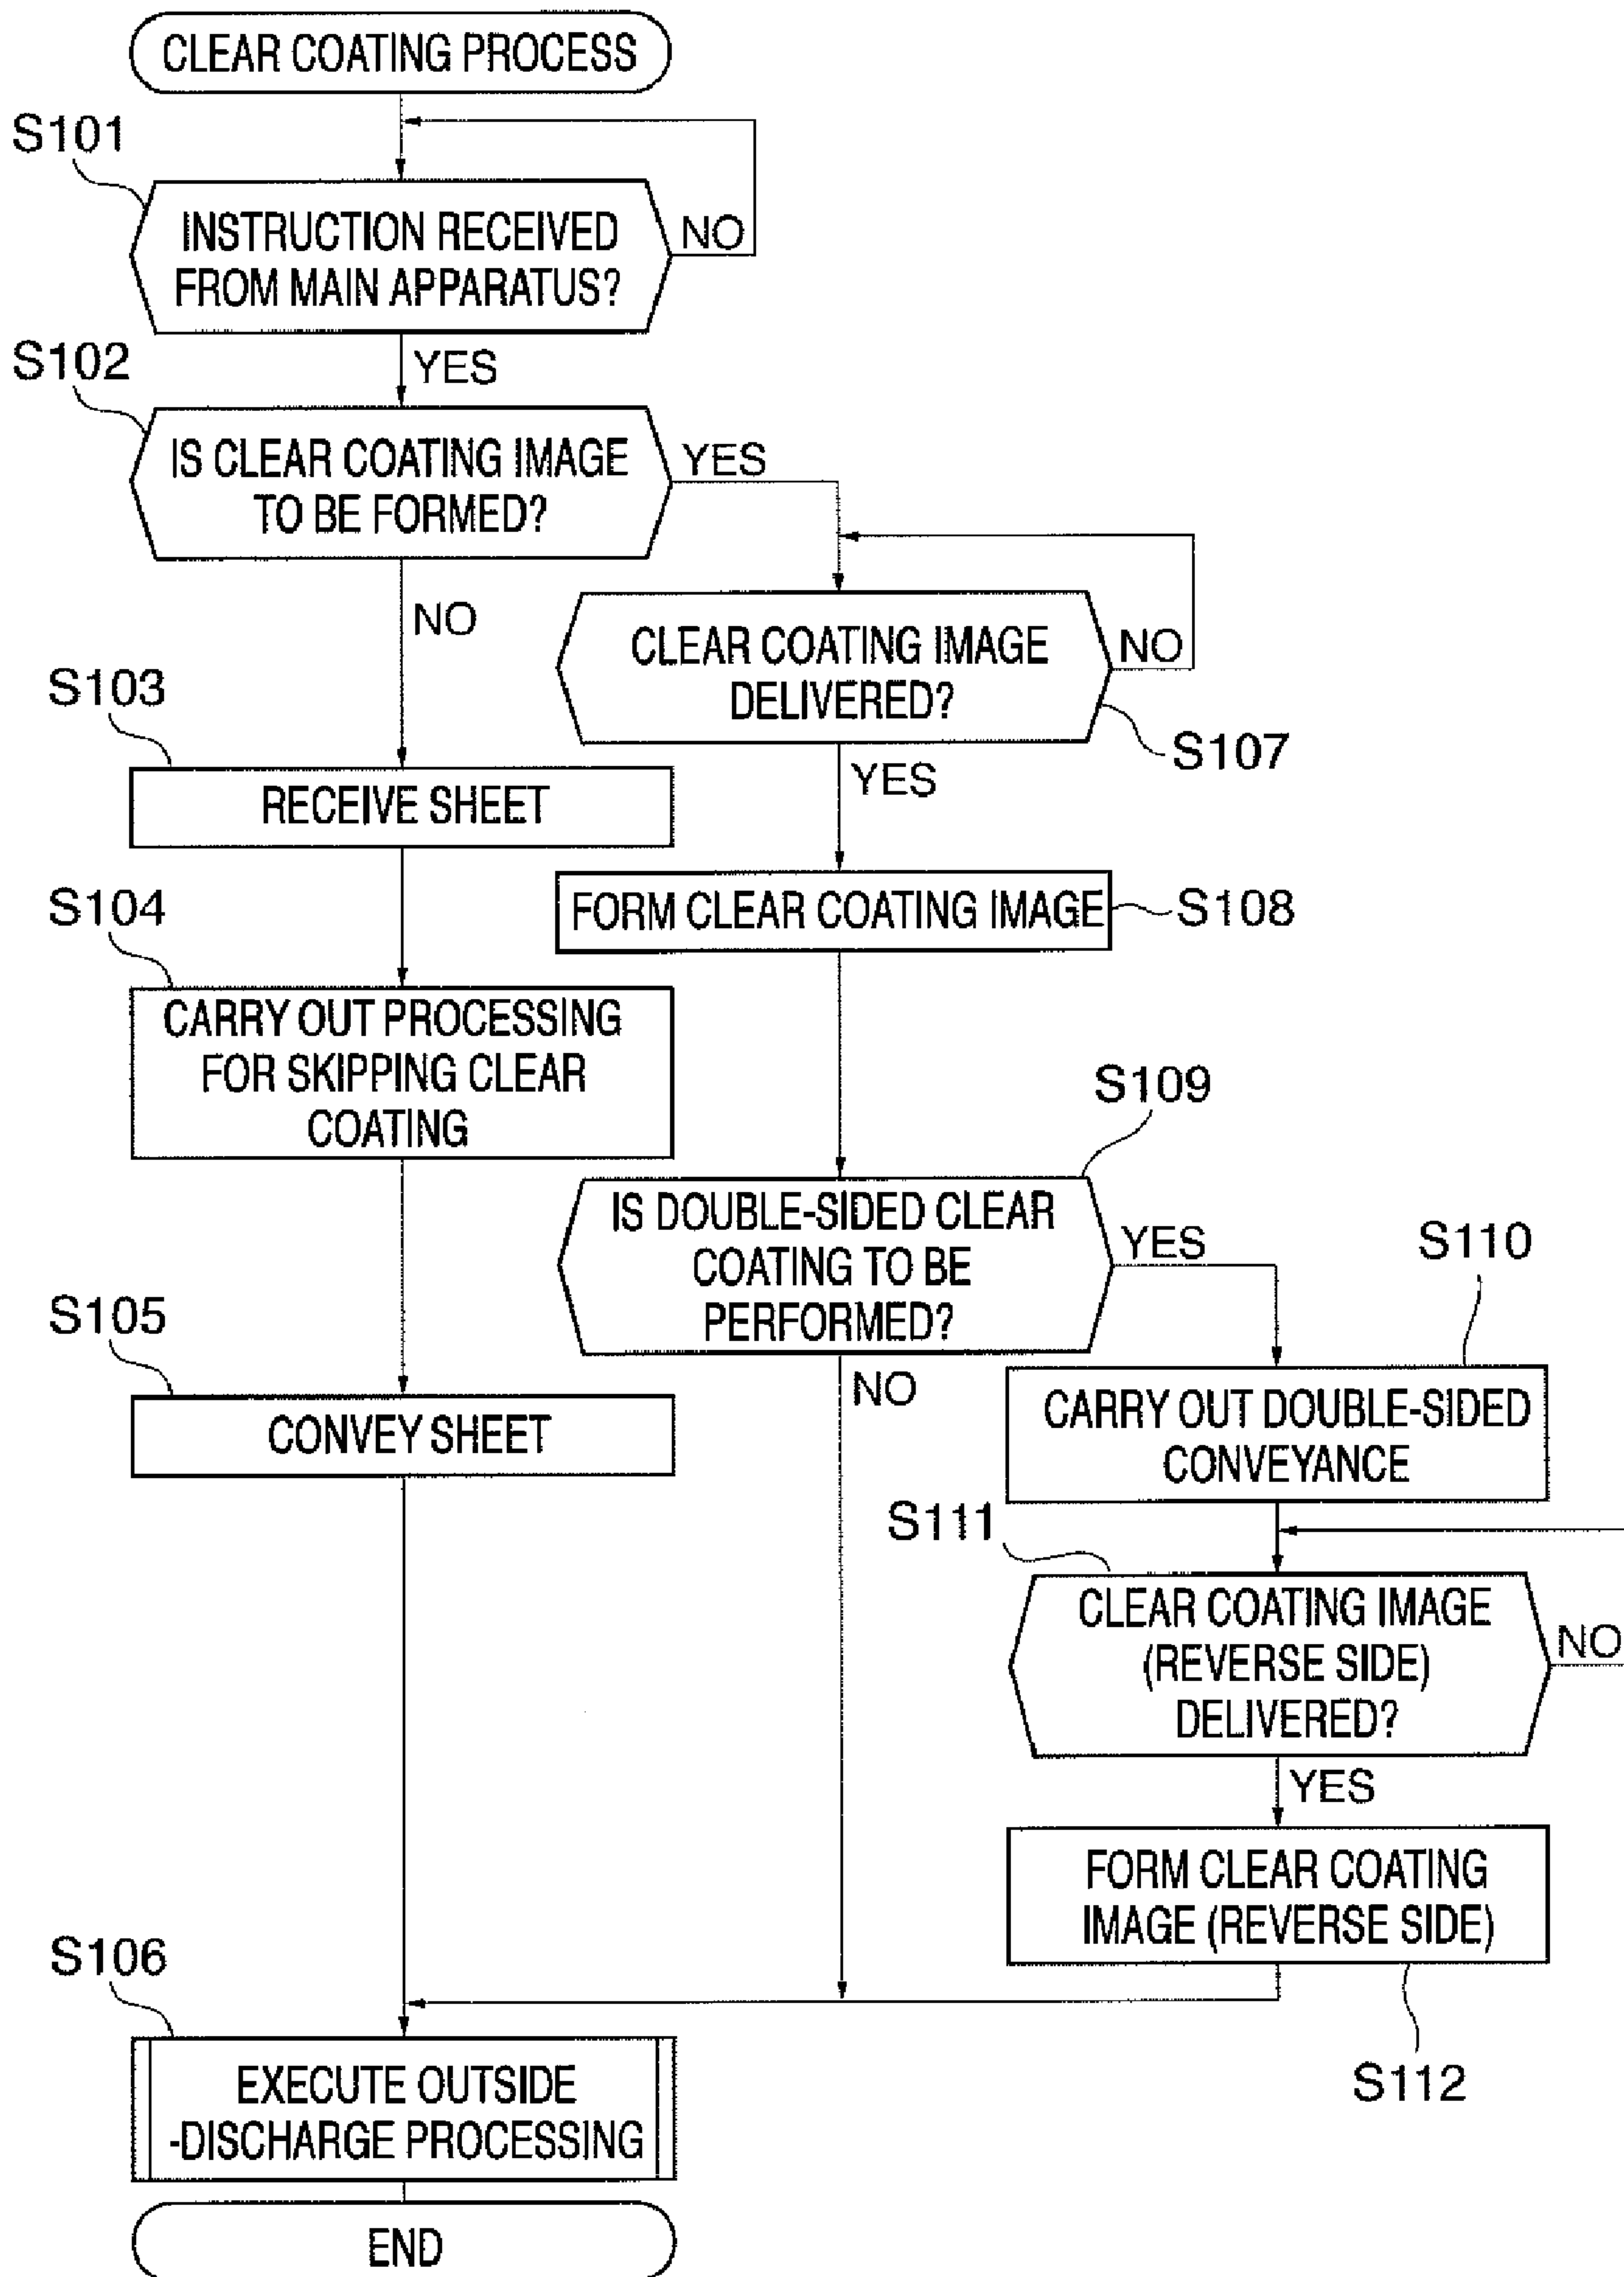 CLEAR COATING PROCESS
S101
INSTRUCTION RECEIVED
FROM MAIN APPARATUS?
NO
YES
S102
IS CLEAR COATING IMAGE
TO BE FORMED?
YES
NO
CLEAR COATING IMAGE
DELIVERED?
NO
S107
YES
S103
RECEIVE SHEET
FORM CLEAR COATING IMAGE
S108
S104
CARRY OUT PROCESSING
FOR SKIPPING CLEAR
COATING
S109
IS DOUBLE-SIDED CLEAR
COATING TO BE
PERFORMED?
YES
NO
S110
CARRY OUT DOUBLE-SIDED
CONVEYANCE
S105
CONVEY SHEET
S111
CLEAR COATING IMAGE
(REVERSE SIDE)
DELIVERED?
NO
YES
FORM CLEAR COATING
IMAGE (REVERSE SIDE)
S112
S106
EXECUTE OUTSIDE
-DISCHARGE PROCESSING
END